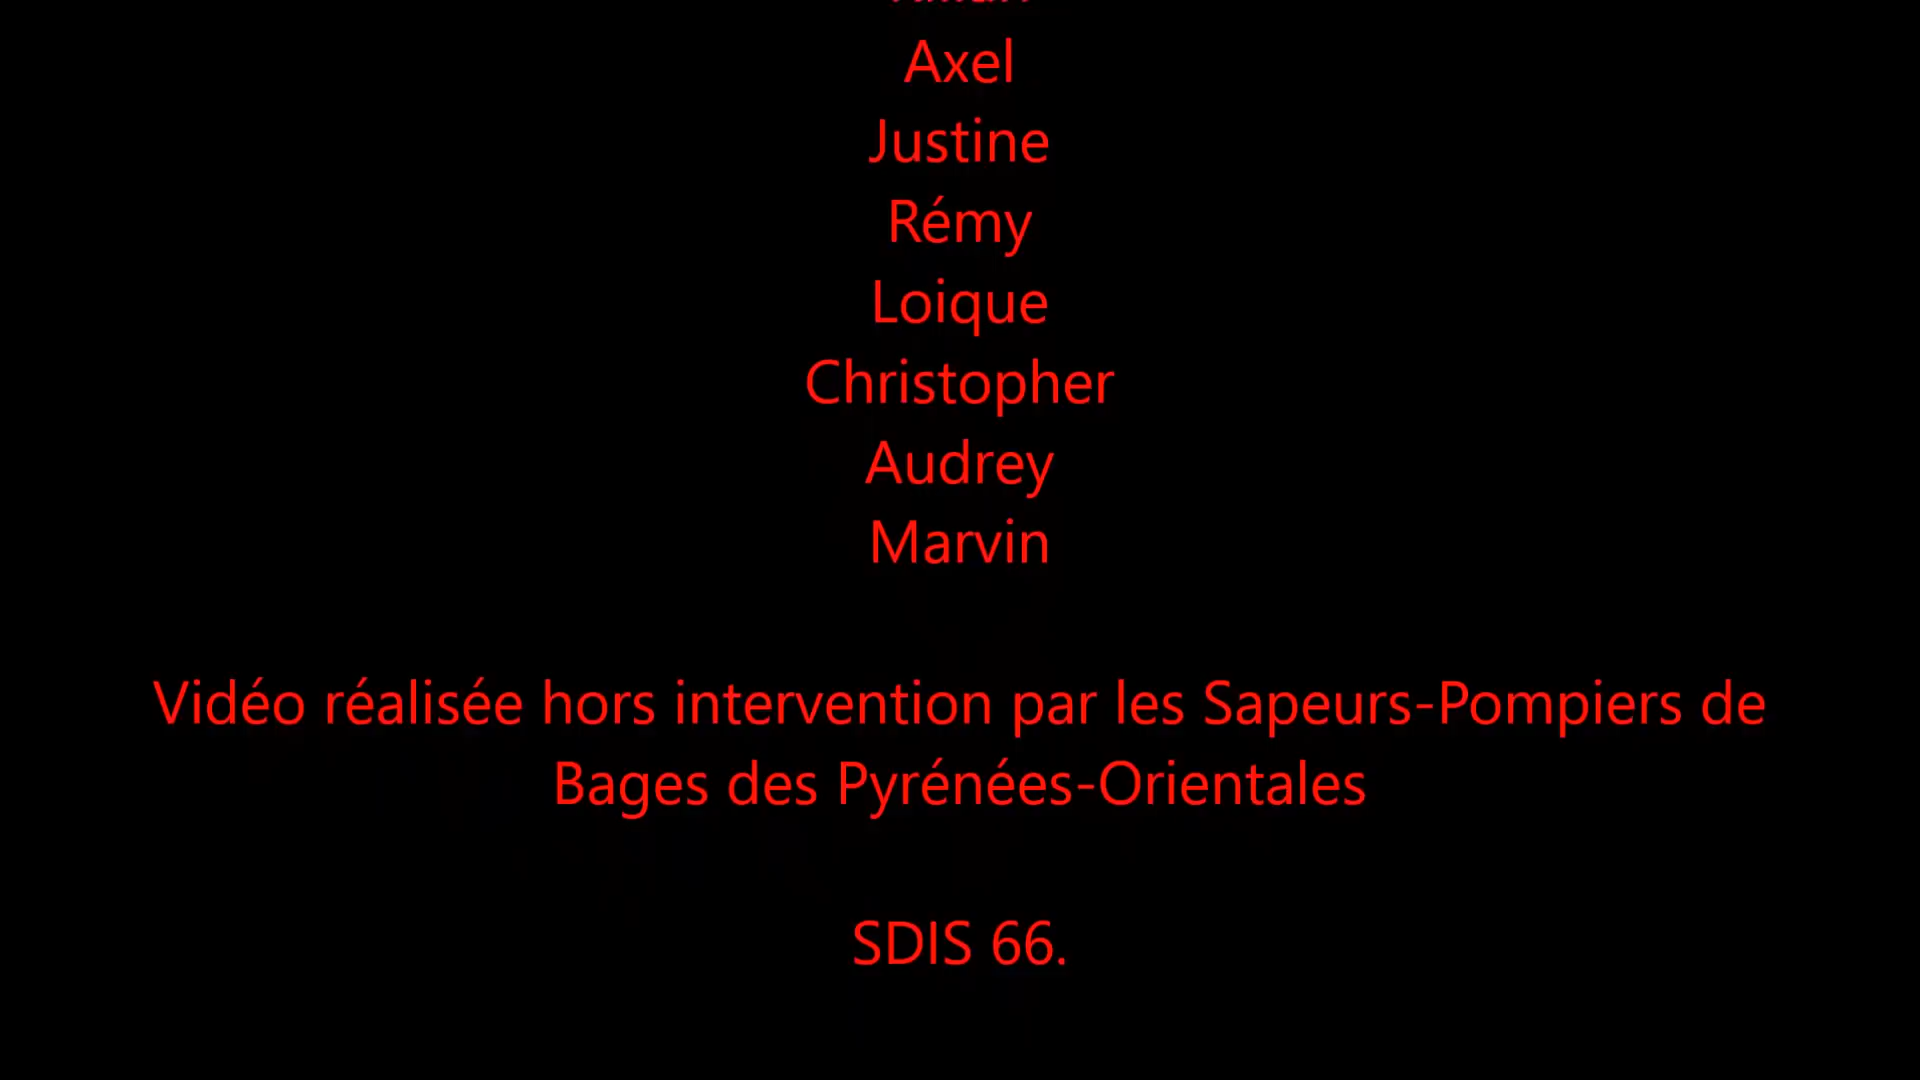 Axel
Justine
Rémy
Loique
Christopher
Audrey
Marvin
Vidéo réalisée hors intervention par les Sapeurs-Pompiers de
Bages des Pyrénées-Orientales
SDIS 66.